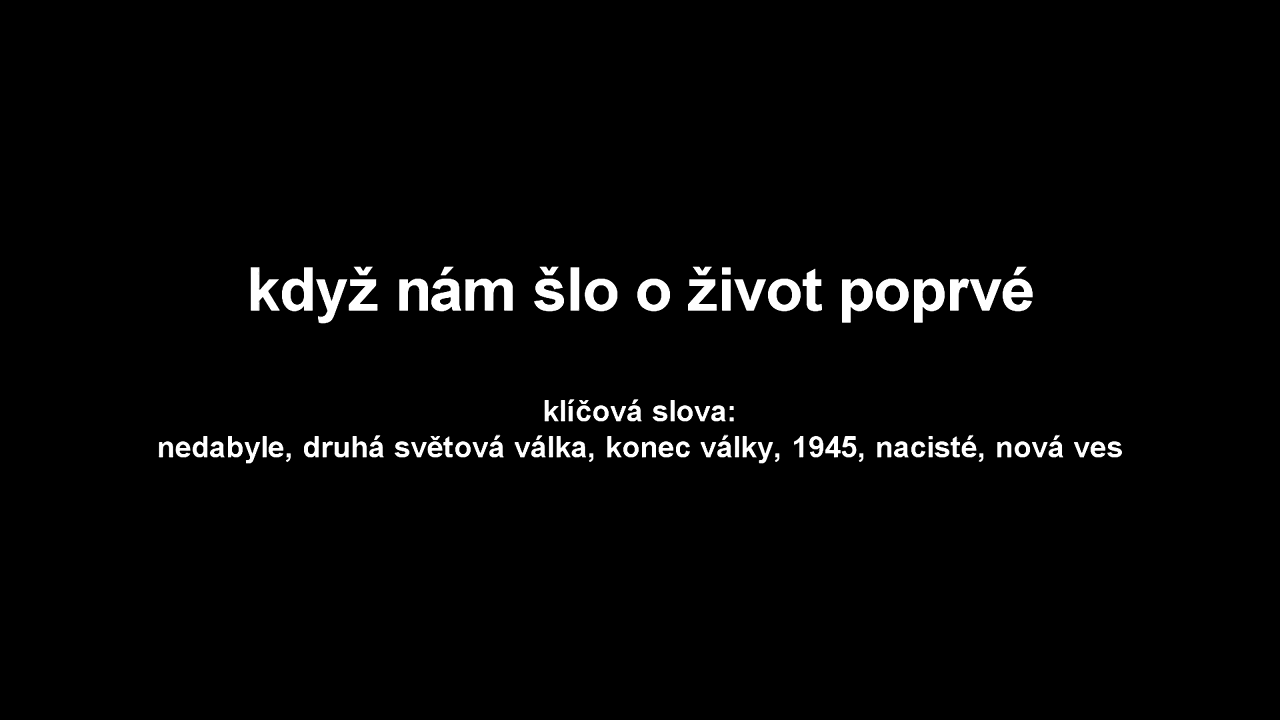 když nám šlo o život poprvé
klíčová slova:
nedabyle, druhá světová válka, konec války, 1945, nacisté, nová ves